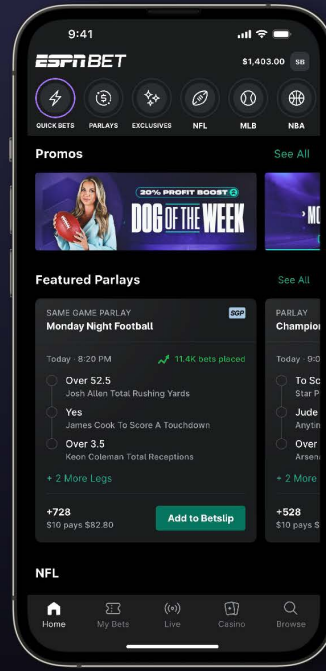 9:41
ESPN BET
$1,403.00 SB
QUICK BETS PARLAYS EXCLUSIVES NFL MLB NBA
Promos See All
20% PROFIT BOOST
DOG OF THE WEEK
Featured Parlays See All
SAME GAME PARLAY SGP
Monday Night Football
Today · 8:20 PM 11.4K bets placed
Over 52.5
Josh Allen Total Rushing Yards
Yes
James Cook To Score A Touchdown
Over 3.5
Keon Coleman Total Receptions
+ 2 More Legs
+728
$10 pays $82.80
Add to Betslip
PARLAY
Champion
Today · 9:0
To Sc
Star P
Jude
Anytin
Over
Arsena
+ 2 More
+528
$10 pays $
NFL
Home My Bets Live Casino Browse